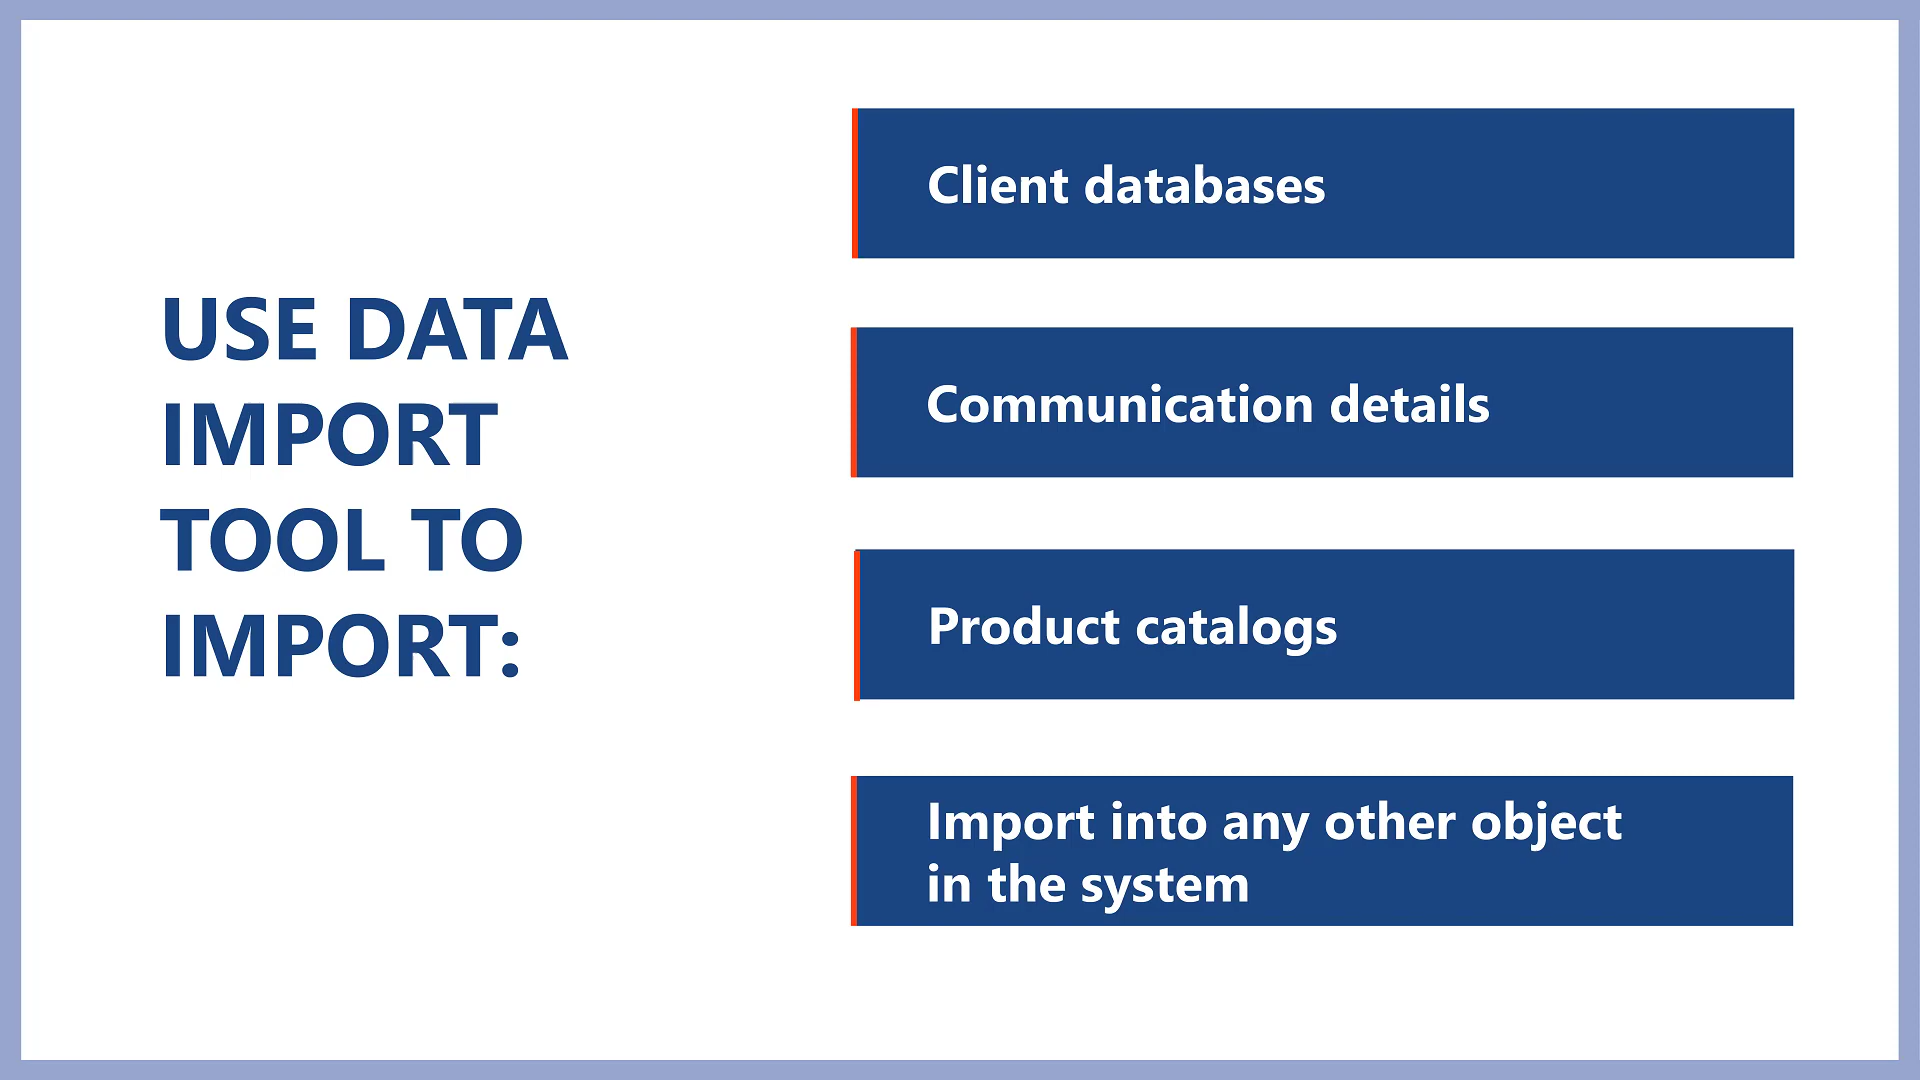 USE DATA
IMPORT
TOOL TO
IMPORT:
Client databases
Communication details
Product catalogs
Import into any other object
in the system